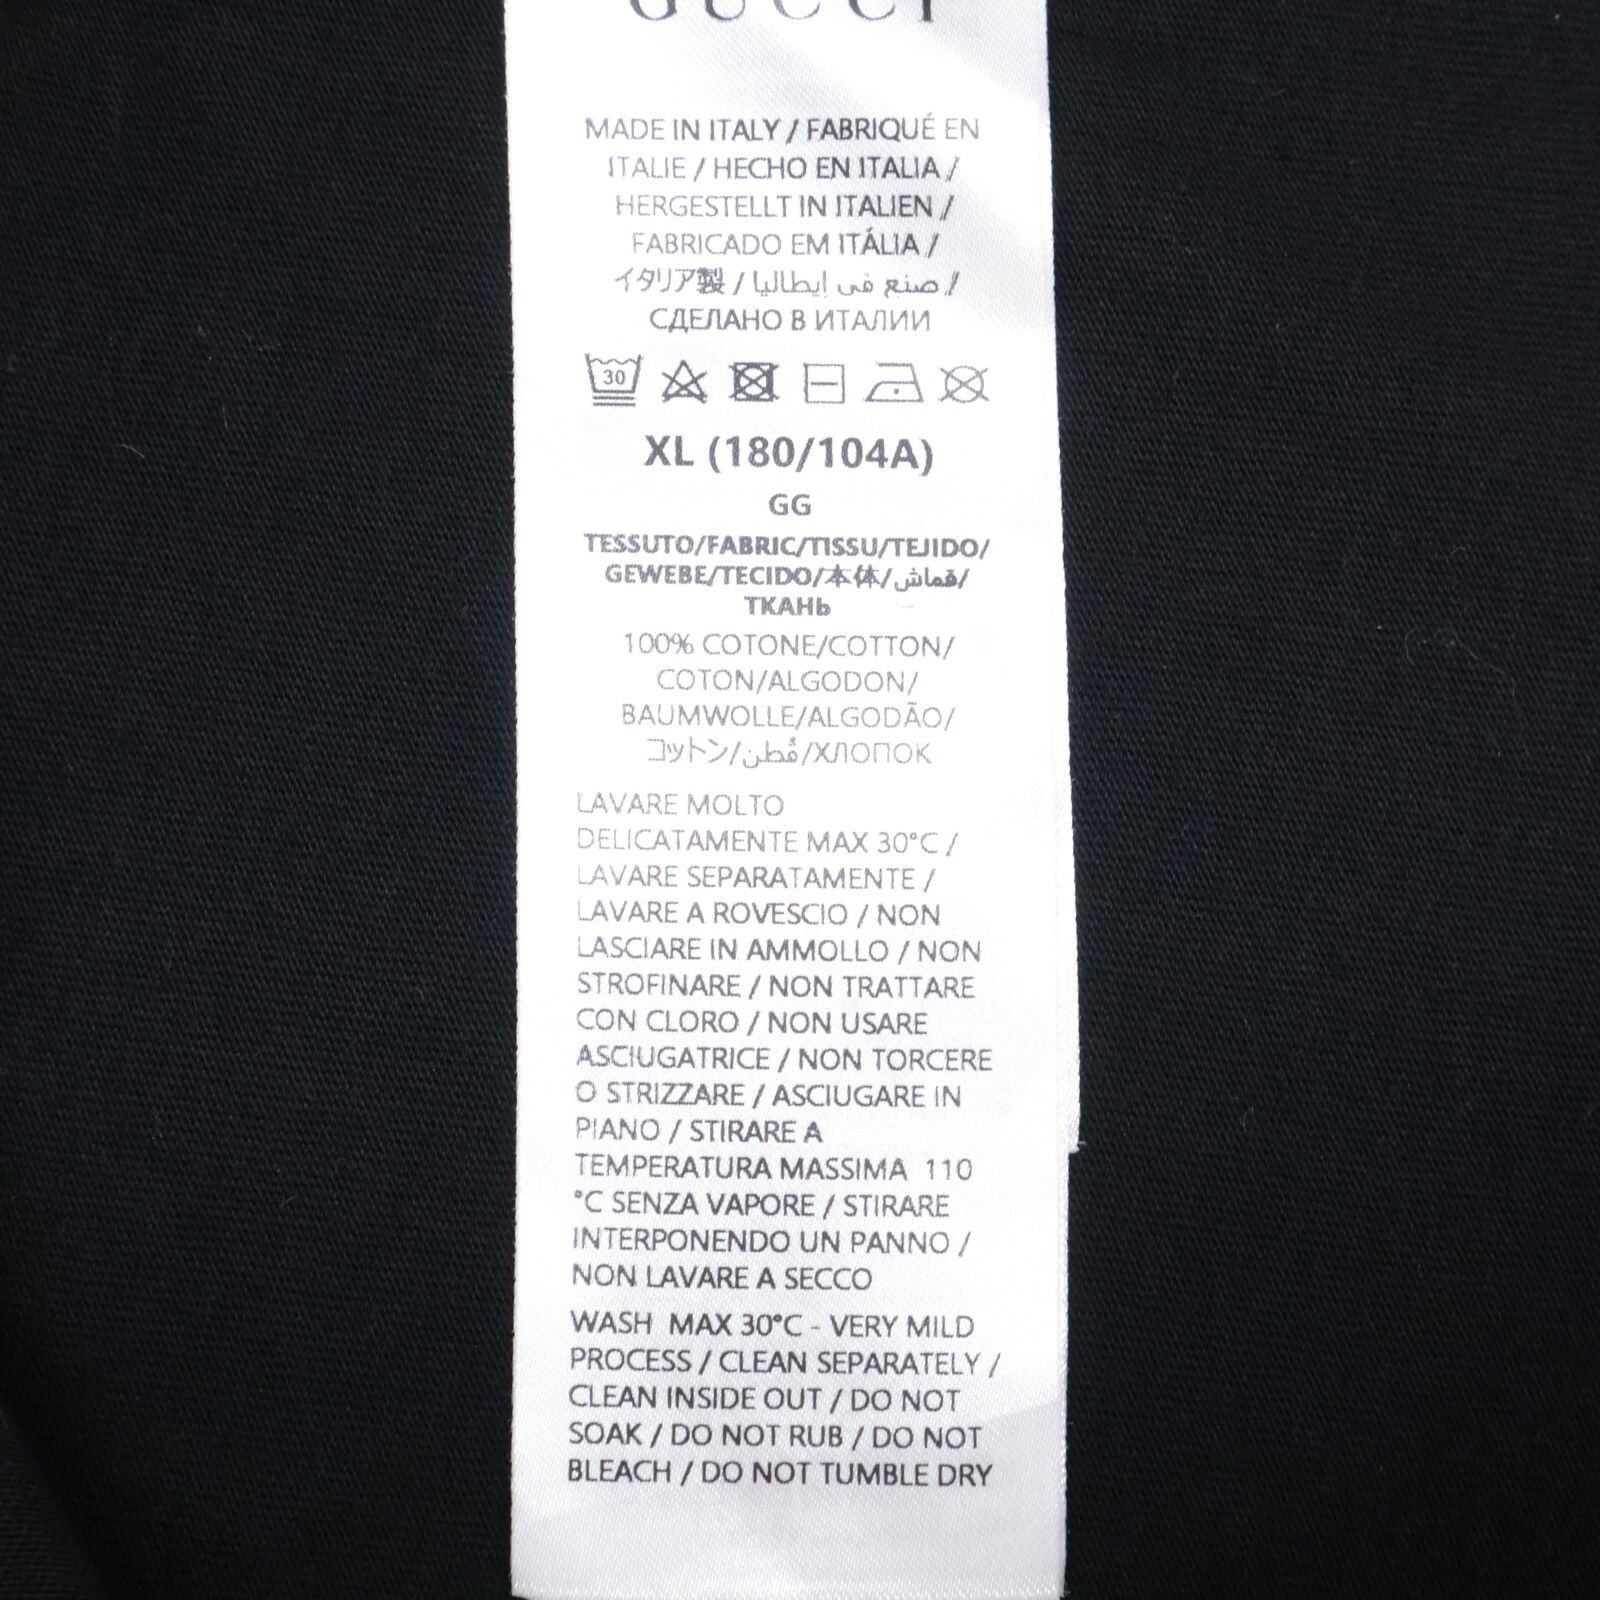 GUCCI
MADE IN ITALY / FABRIQUÉ EN
ITALIE / HECHO EN ITALIA /
HERGESTELLT IN ITALIEN /
FABRICADO EM ITÁLIA /
イタリア製 / صنع في إيطاليا /
СДЕЛАНО В ИТАЛИИ
30
XL (180/104A)
GG
TESSUTO/FABRIC/TISSU/TEJIDO/
GEWEBE/TECIDO/本体/قماش/
ТКАНЬ
100% COTONE/COTTON/
COTON/ALGODON/
BAUMWOLLE/ALGODÃO/
コットン/قُطن/ХЛОПОК
LAVARE MOLTO
DELICATAMENTE MAX 30°C /
LAVARE SEPARATAMENTE /
LAVARE A ROVESCIO / NON
LASCIARE IN AMMOLLO / NON
STROFINARE / NON TRATTARE
CON CLORO / NON USARE
ASCIUGATRICE / NON TORCERE
O STRIZZARE / ASCIUGARE IN
PIANO / STIRARE A
TEMPERATURA MASSIMA 110
°C SENZA VAPORE / STIRARE
INTERPONENDO UN PANNO /
NON LAVARE A SECCO
WASH MAX 30°C - VERY MILD
PROCESS / CLEAN SEPARATELY /
CLEAN INSIDE OUT / DO NOT
SOAK / DO NOT RUB / DO NOT
BLEACH / DO NOT TUMBLE DRY